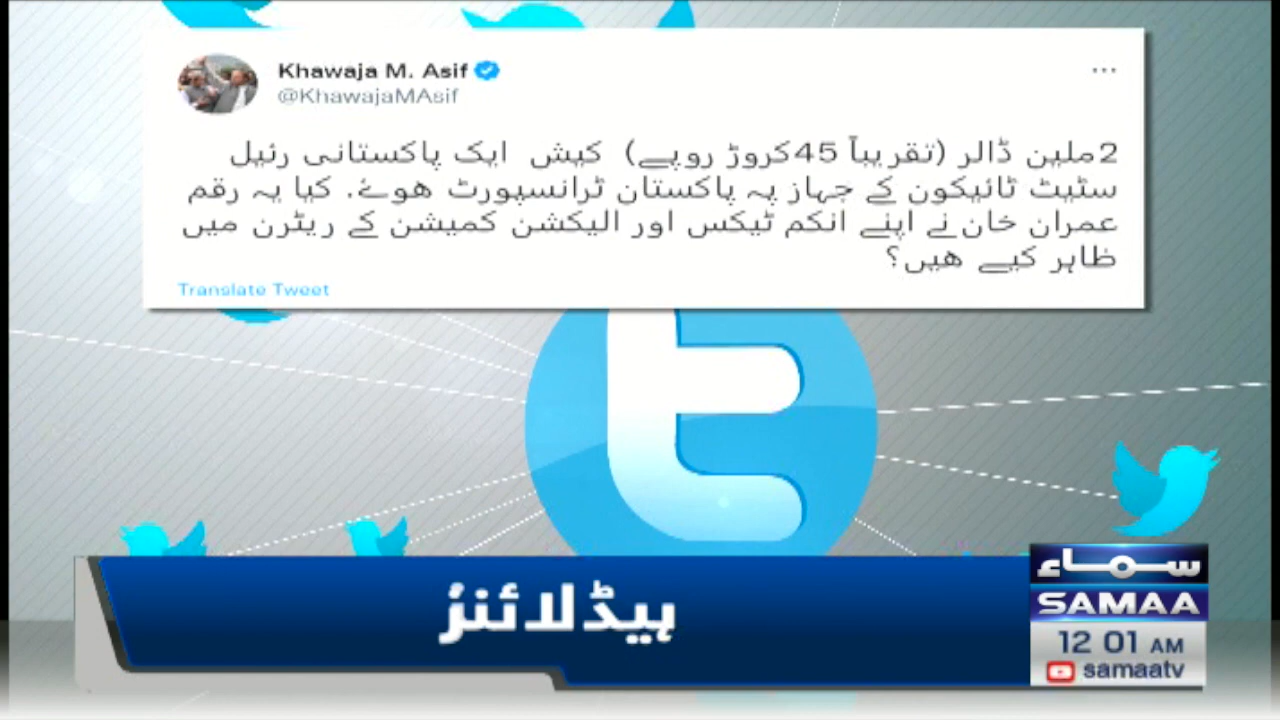 Khawaja M. Asif
@KhawajaMAsif
2ملین ڈالر (تقریباً 45کروڑ روپے) کیش ایک پاکستانی رئیل
سٹیٹ ٹائیکون کے جہاز پہ پاکستان ٹرانسپورٹ ھوۓ. کیا یہ رقم
عمران خان نے اپنے انکم ٹیکس اور الیکشن کمیشن کے ریٹرن میں
ظاہر کیے ھیں؟
Translate Tweet
t
ہیڈلائنز
سماء
SAMAA
12 01 AM
samaatv